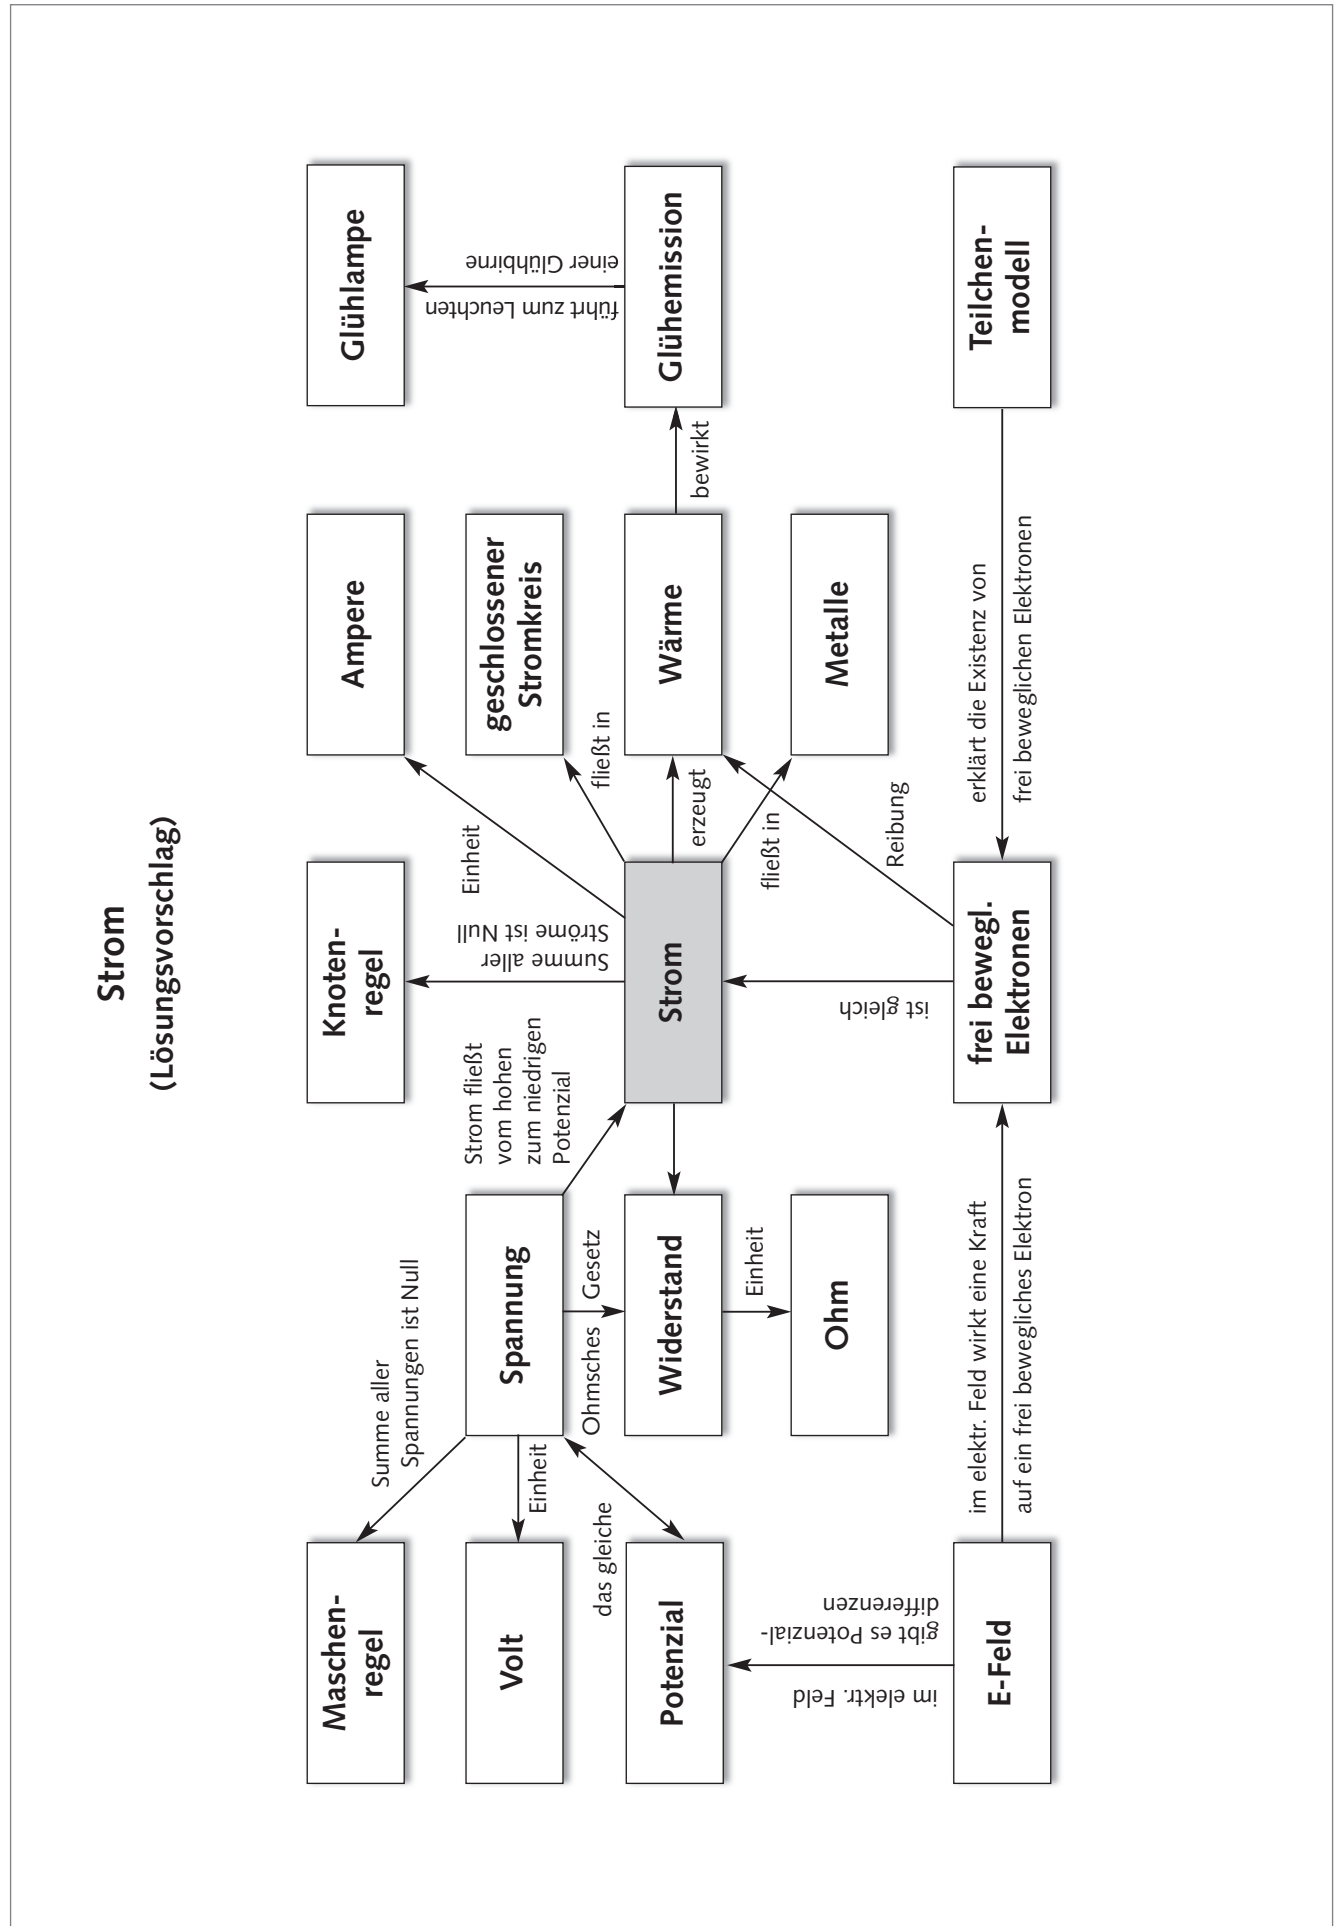 Strom
(Lösungsvorschlag)
Maschen-
regel
Summe aller
Spannungen ist Null
Knoten-
regel
Summe aller
Ströme ist Null
Einheit
Ampere
Glühlampe
führt zum Leuchten
einer Glühbirne
Volt
Einheit
Spannung
Strom fließt
vom hohen
zum niedrigen
Potenzial
fließt in
geschlossener
Stromkreis
das gleiche
Ohmsches Gesetz
Potenzial
Widerstand
Strom
erzeugt
Wärme
bewirkt
Glühemission
im elektr. Feld
gibt es Potenzial-
differenzen
Einheit
Ohm
ist gleich
fließt in
Metalle
Reibung
E-Feld
im elektr. Feld wirkt eine Kraft
auf ein frei bewegliches Elektron
frei bewegl.
Elektronen
erklärt die Existenz von
frei beweglichen Elektronen
Teilchen-
modell